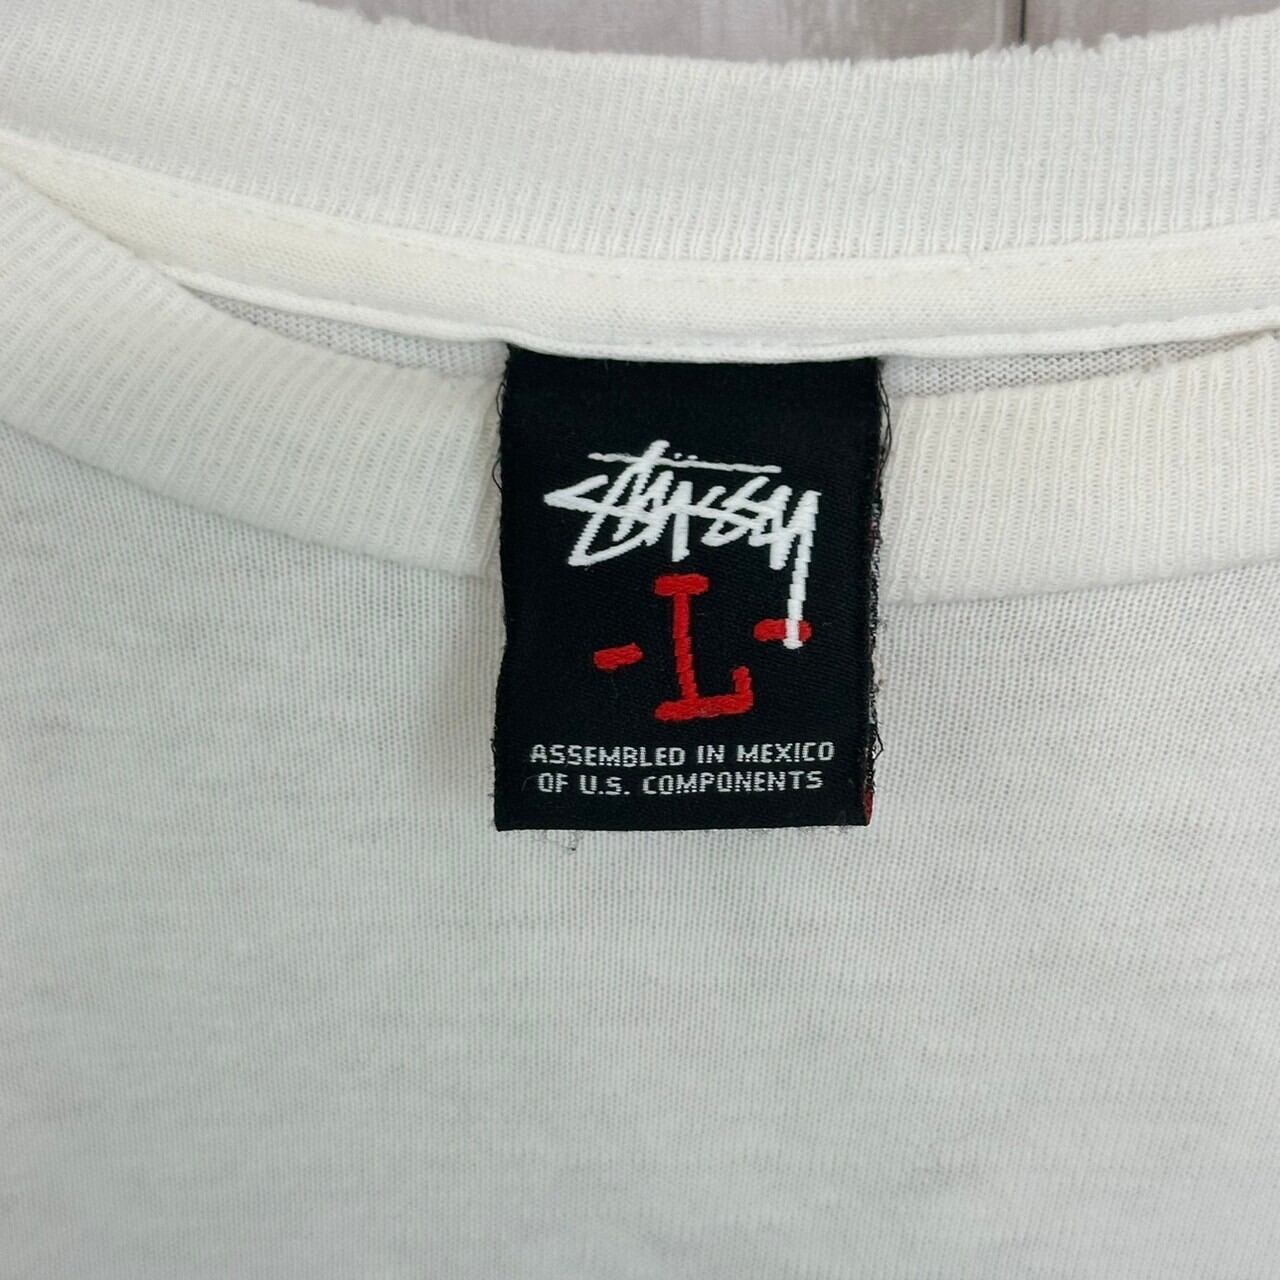 STÜSSY
-L-
ASSEMBLED IN MEXICO
OF U.S. COMPONENTS